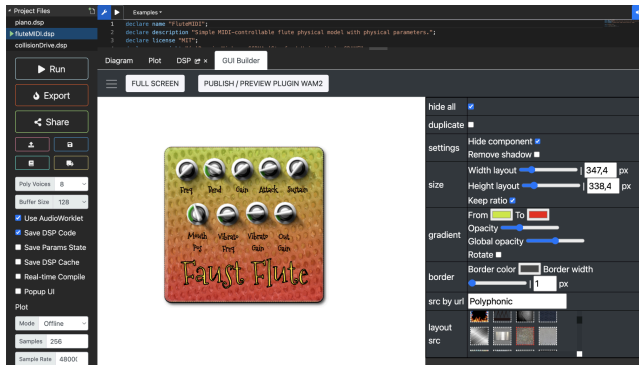 Project Files
piano.dsp
fluteMIDI.dsp
collisionDrive.dsp
Run
Export
Share
Poly Voices 8
Buffer Size 128
Use AudioWorklet
Save DSP Code
Save Params State
Save DSP Cache
Real-time Compile
Popup UI
Plot
Mode Offline
Samples 256
Sample Rate 4800
Examples
1 declare name "FluteMIDI";
2 declare description "Simple MIDI-controllable flute physical model with physical parameters.";
3 declare license "MIT";
Diagram Plot DSP × GUI Builder
FULL SCREEN PUBLISH / PREVIEW PLUGIN WAM2
Freq Bend Gain Attack Sustain
Mouth Vibrato Vibrato Out
Pos Freq Gain Gain
Faust Flute
hide all
duplicate
settings
Hide component
Remove shadow
size
Width layout 347,4 px
Height layout 338,4 px
Keep ratio
gradient
From To
Opacity
Global opacity
Rotate
border
Border color Border width
1 px
src by url Polyphonic
layout
src